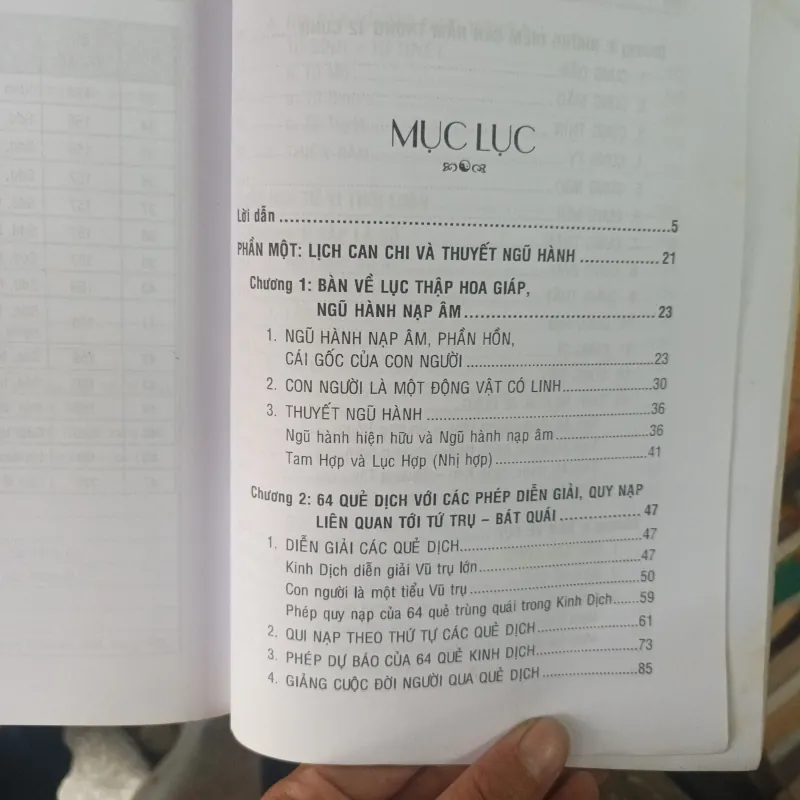 MỤC LỤC
Lời dẫn ........ 5
PHẦN MỘT: LỊCH CAN CHI VÀ THUYẾT NGŨ HÀNH ........ 21
Chương 1: BÀN VỀ LỤC THẬP HOA GIÁP,
NGŨ HÀNH NẠP ÂM ........ 23
1. NGŨ HÀNH NẠP ÂM, PHẦN HỒN,
CÁI GỐC CỦA CON NGƯỜI ........ 23
2. CON NGƯỜI LÀ MỘT ĐỘNG VẬT CÓ LINH ........ 30
3. THUYẾT NGŨ HÀNH ........ 36
Ngũ hành hiện hữu và Ngũ hành nạp âm ........ 36
Tam Hợp và Lục Hợp (Nhị hợp) ........ 41
Chương 2: 64 QUẺ DỊCH VỚI CÁC PHÉP DIỄN GIẢI, QUY NẠP
LIÊN QUAN TỚI TỨ TRỤ – BÁT QUÁI ........ 47
1. DIỄN GIẢI CÁC QUẺ DỊCH ........ 47
Kinh Dịch diễn giải Vũ trụ lớn ........ 47
Con người là một tiểu Vũ trụ ........ 50
Phép quy nạp của 64 quẻ trùng quái trong Kinh Dịch ........ 59
2. QUI NẠP THEO THỨ TỰ CÁC QUẺ DỊCH ........ 61
3. PHÉP DỰ BÁO CỦA 64 QUẺ KINH DỊCH ........ 73
4. GIẢNG CUỘC ĐỜI NGƯỜI QUA QUẺ DỊCH ........ 85